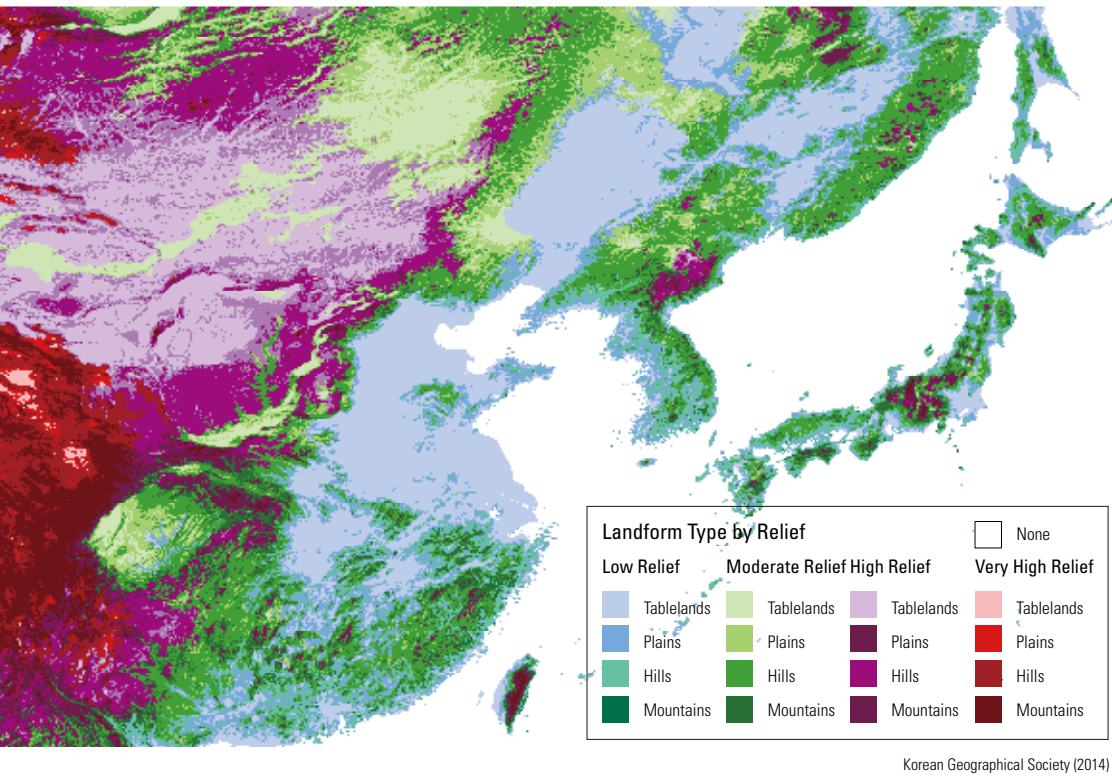 Landform Type by Relief
None
Low Relief Moderate Relief High Relief Very High Relief
Tablelands Tablelands Tablelands Tablelands
Plains Plains Plains Plains
Hills Hills Hills Hills
Mountains Mountains Mountains Mountains
Korean Geographical Society (2014)